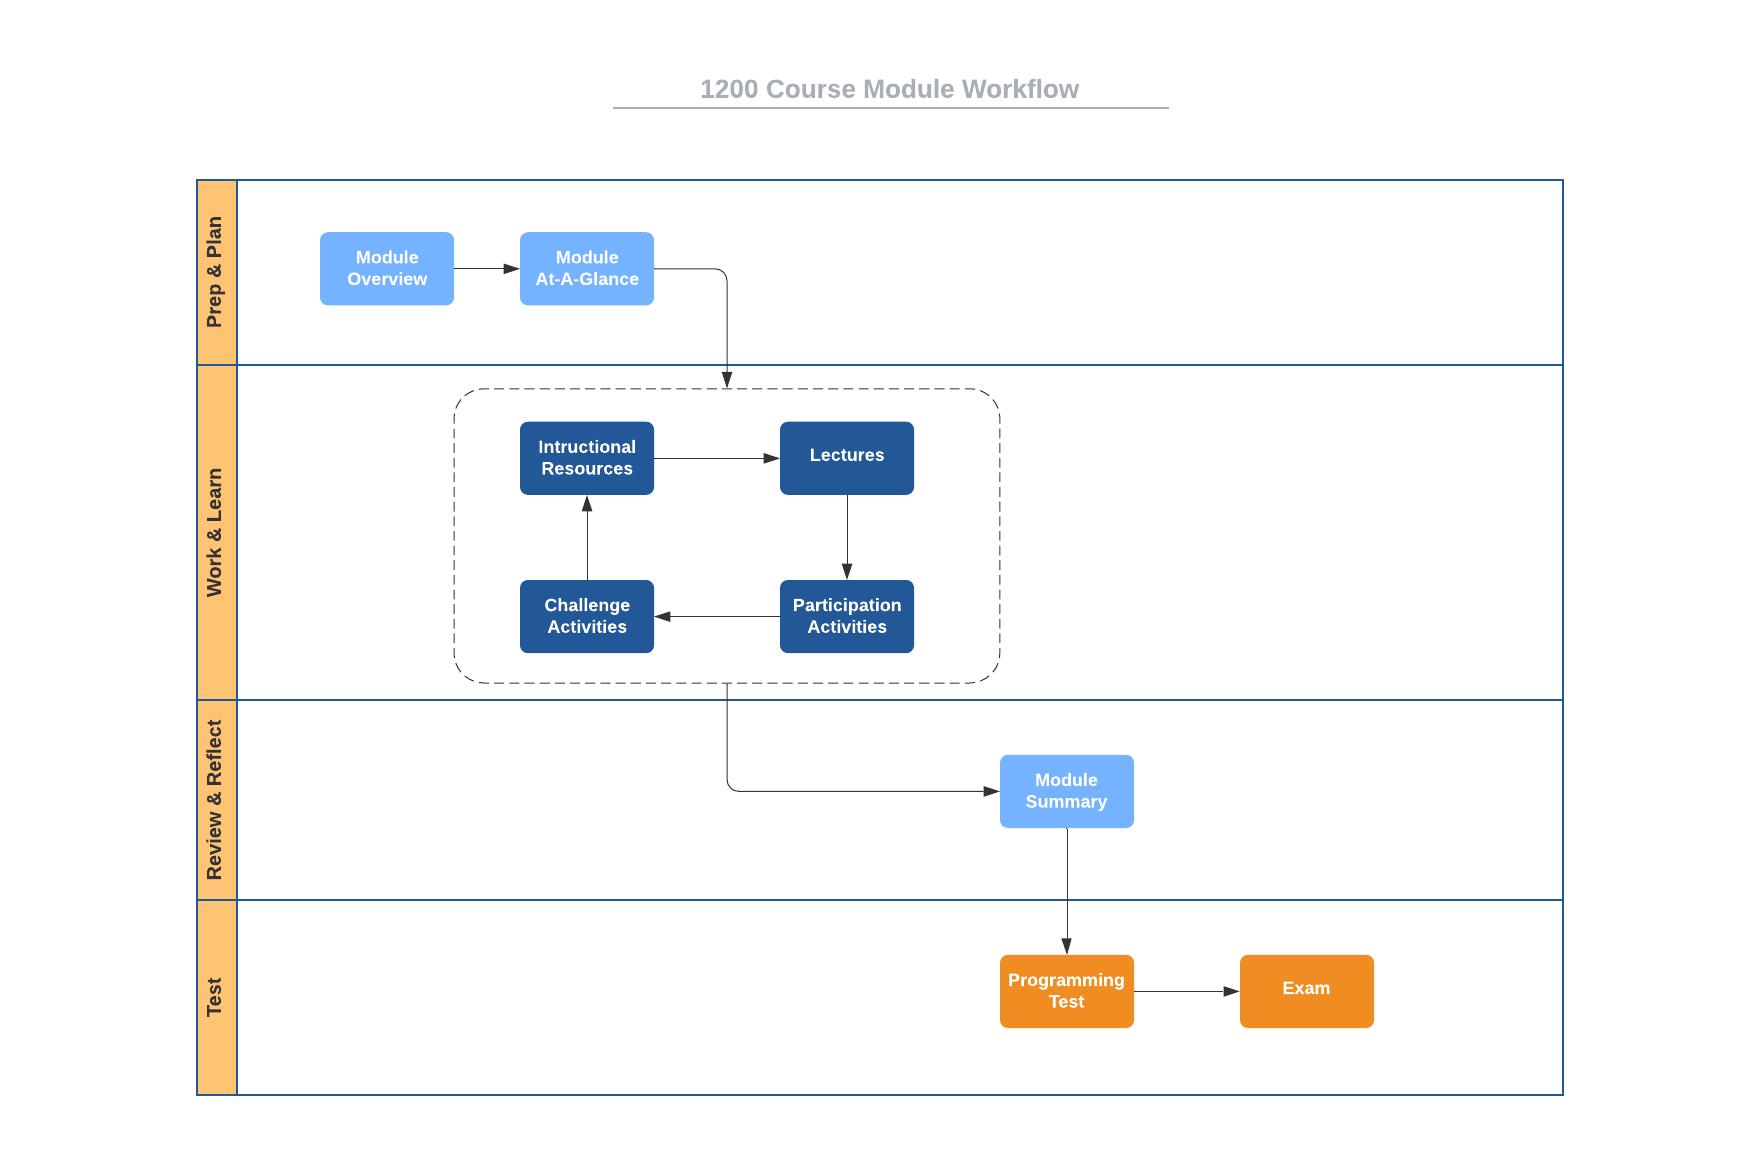 1200 Course Module Workflow
Prep & Plan
Module
Overview
Module
At-A-Glance
Work & Learn
Intructional
Resources
Lectures
Challenge
Activities
Participation
Activities
Review & Reflect
Module
Summary
Test
Programming
Test
Exam